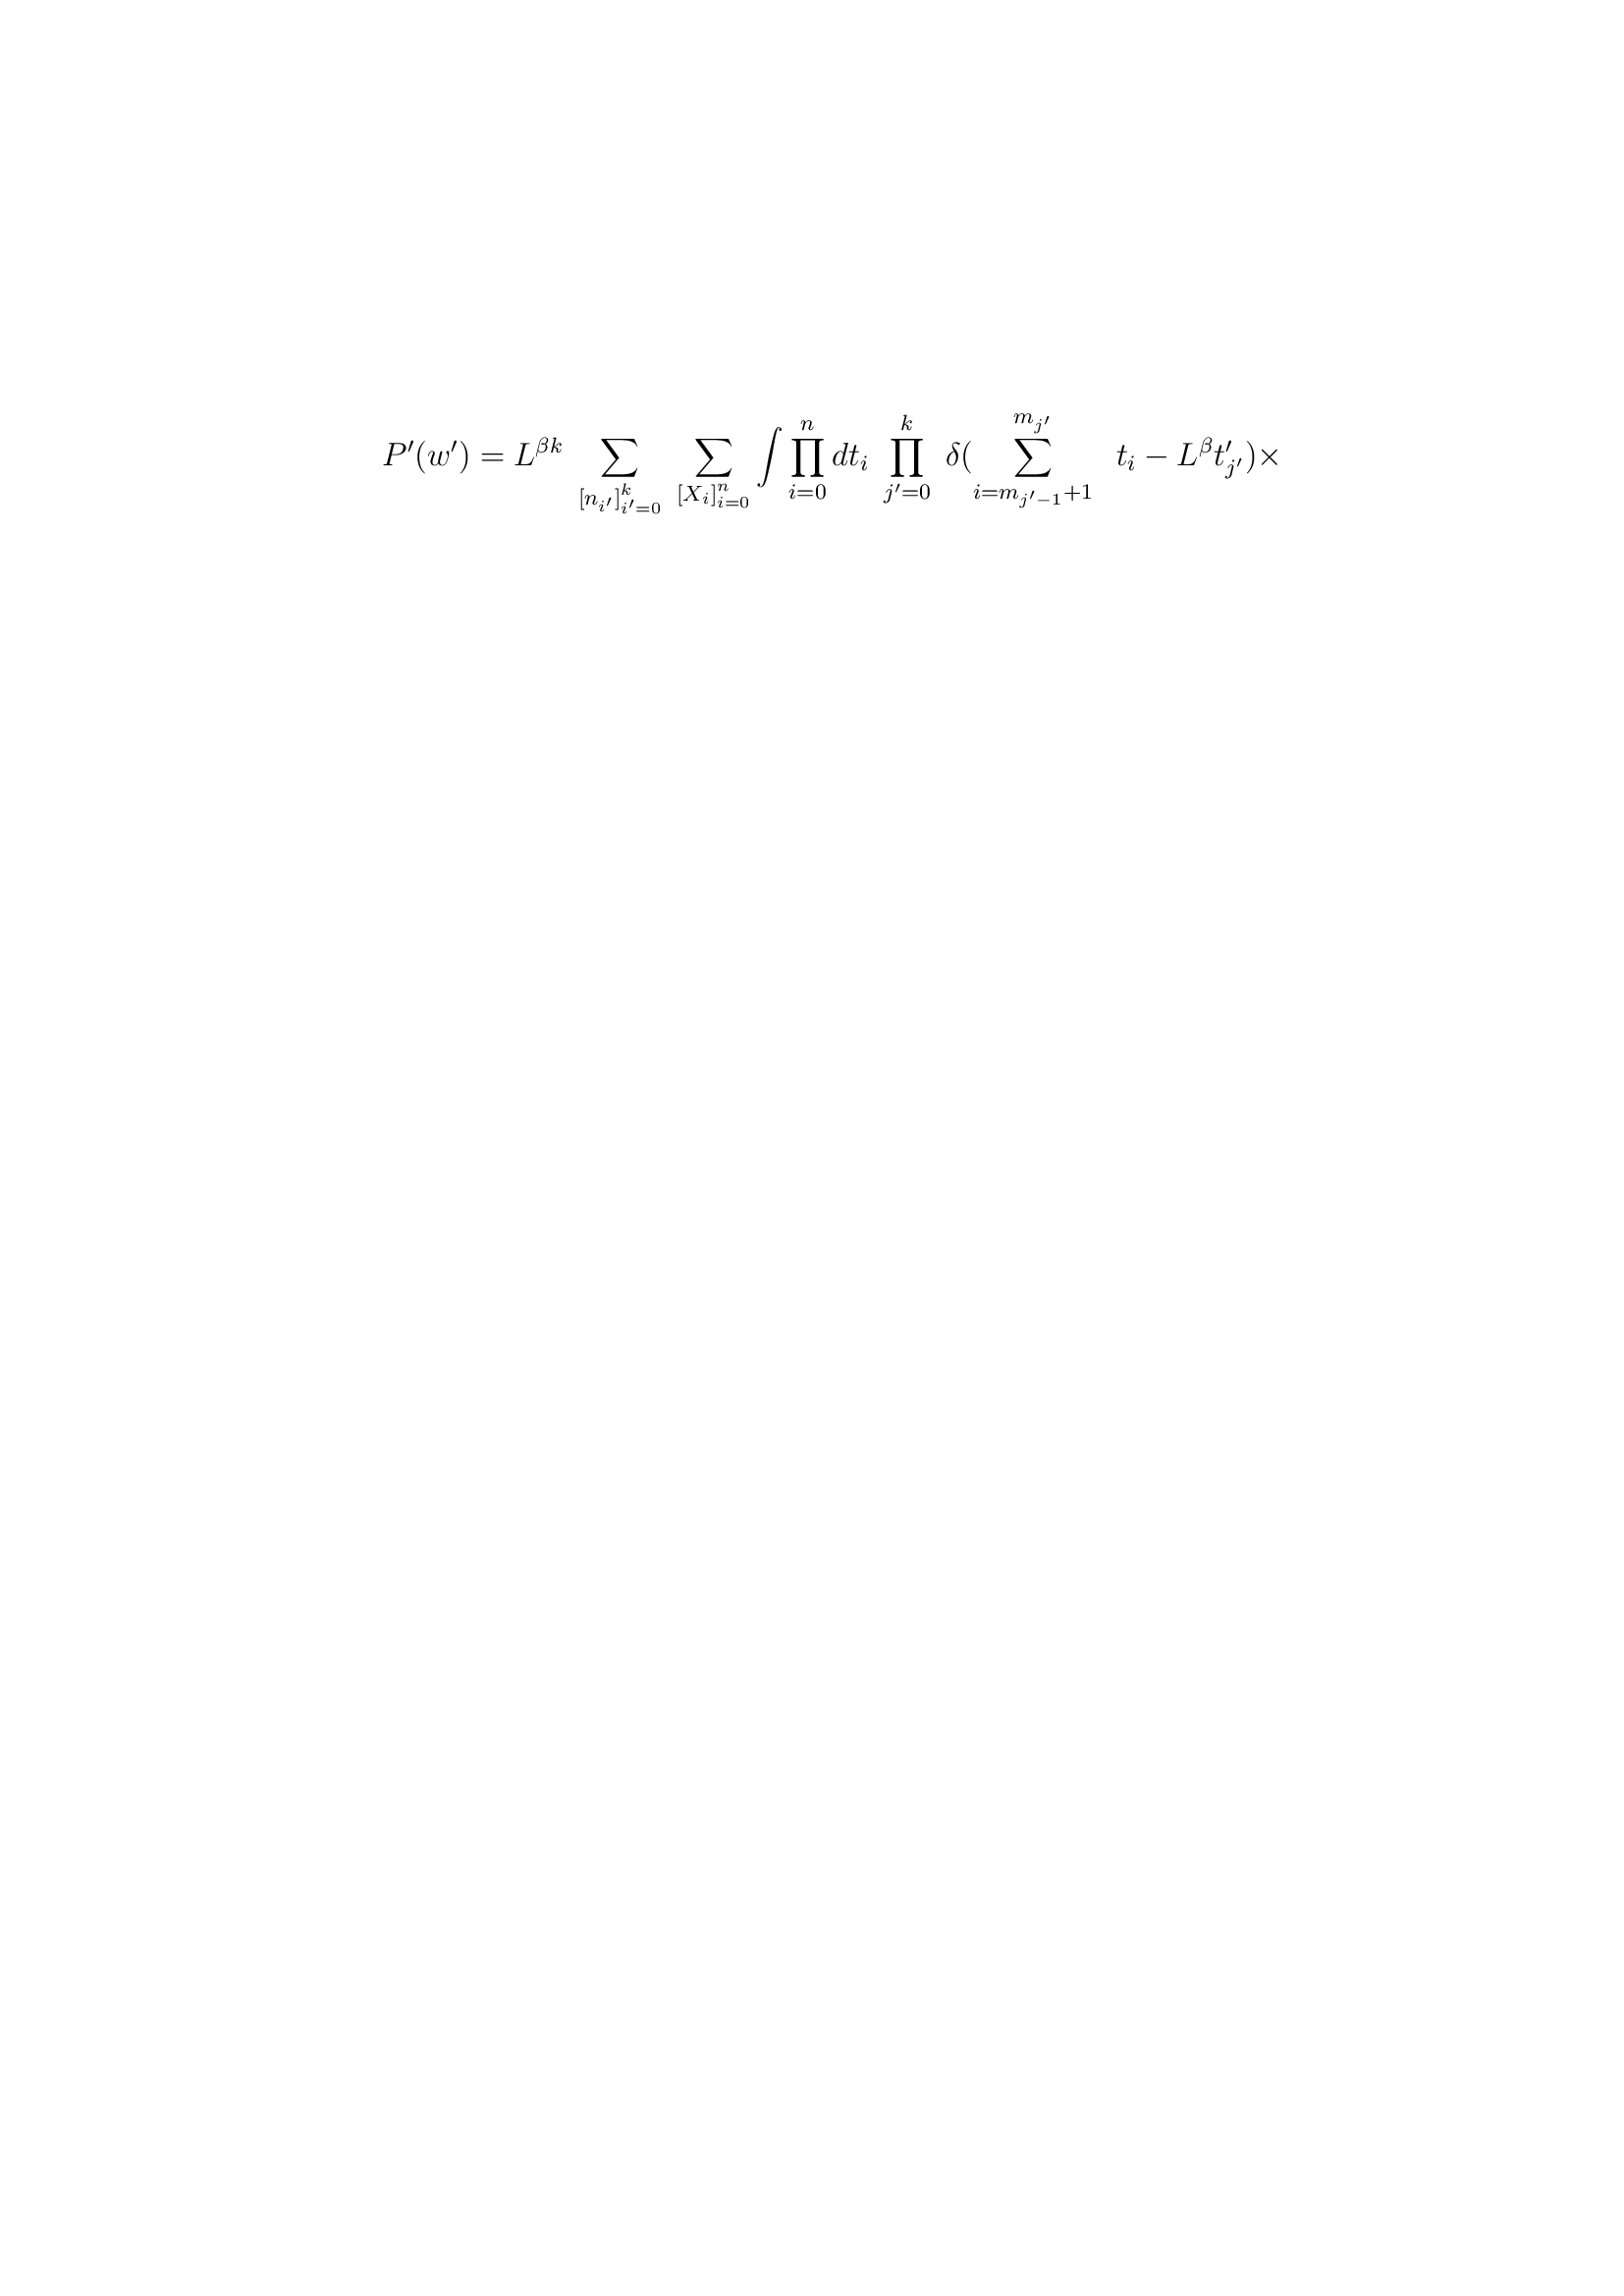 $P'(w') = L^{\beta k} \sum_{[n_{i'}]_{i'=0}^{k}} \sum_{[X_i]_{i=0}^{n}} \int \prod_{i=0}^{n} dt_i \prod_{j'=0}^{k} \delta(\sum_{i=m_{j'-1}+1}^{m_{j'}} t_i - L^{\beta} t'_{j'}) \times$